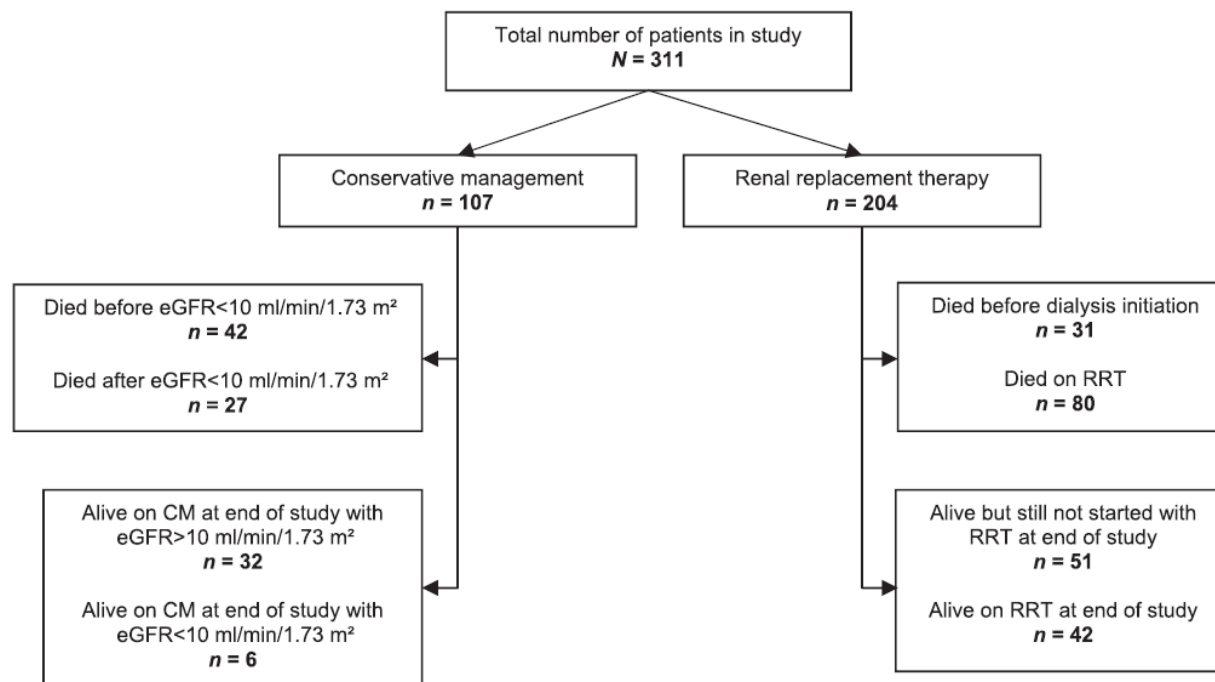 Total number of patients in study
N = 311
Conservative management
n = 107
Renal replacement therapy
n = 204
Died before eGFR<10 ml/min/1.73 m²
n = 42
Died after eGFR<10 ml/min/1.73 m²
n = 27
Died before dialysis initiation
n = 31
Died on RRT
n = 80
Alive on CM at end of study with
eGFR>10 ml/min/1.73 m²
n = 32
Alive on CM at end of study with
eGFR<10 ml/min/1.73 m²
n = 6
Alive but still not started with
RRT at end of study
n = 51
Alive on RRT at end of study
n = 42